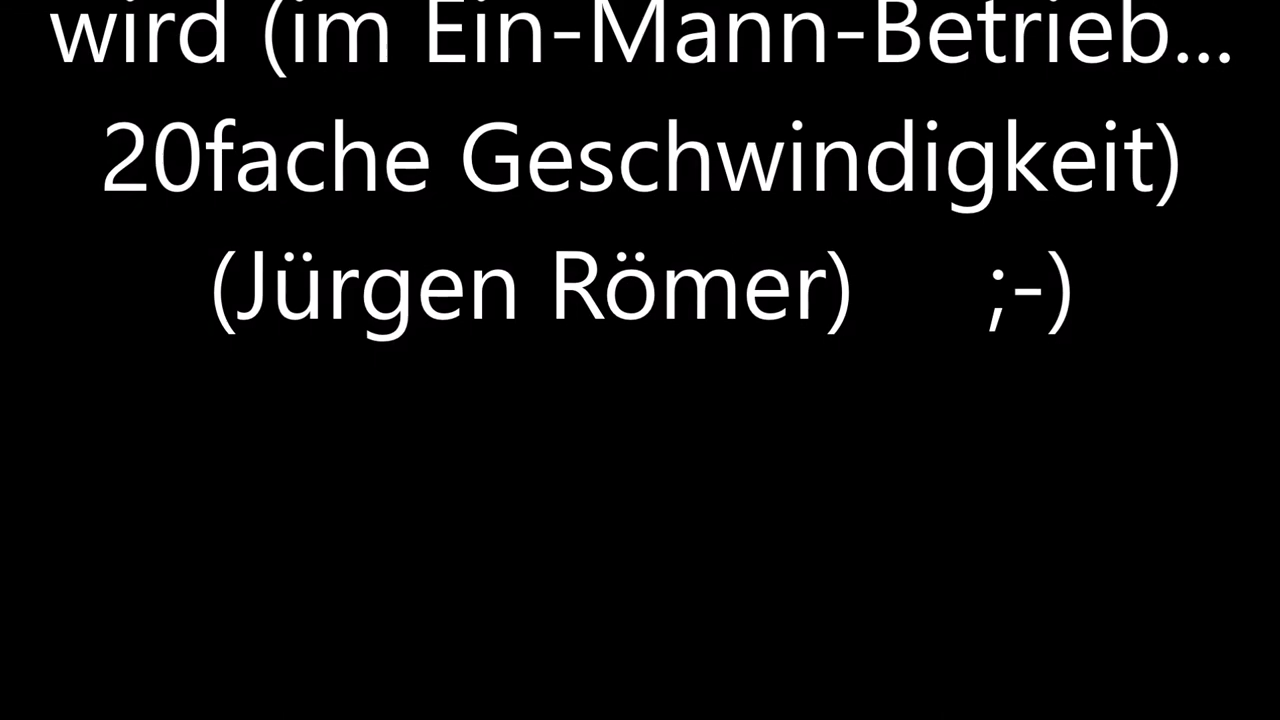 wird (im Ein-Mann-Betrieb...
20fache Geschwindigkeit)
(Jürgen Römer) ;-)